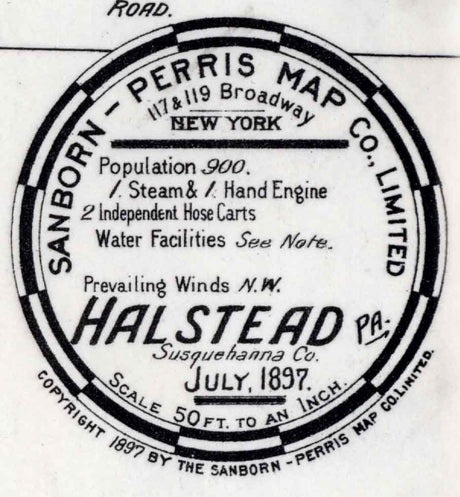 ROAD.
SANBORN - PERRIS MAP CO., LIMITED
117 & 119 Broadway
NEW YORK
Population 900.
1. Steam & 1. Hand Engine
2 Independent Hose Carts
Water Facilities See Note.
Prevailing Winds N.W.
HALSTEAD PA.
Susquehanna Co.
JULY, 1897.
SCALE 50 FT. TO AN INCH.
COPYRIGHT 1897 BY THE SANBORN - PERRIS MAP CO. LIMITED.